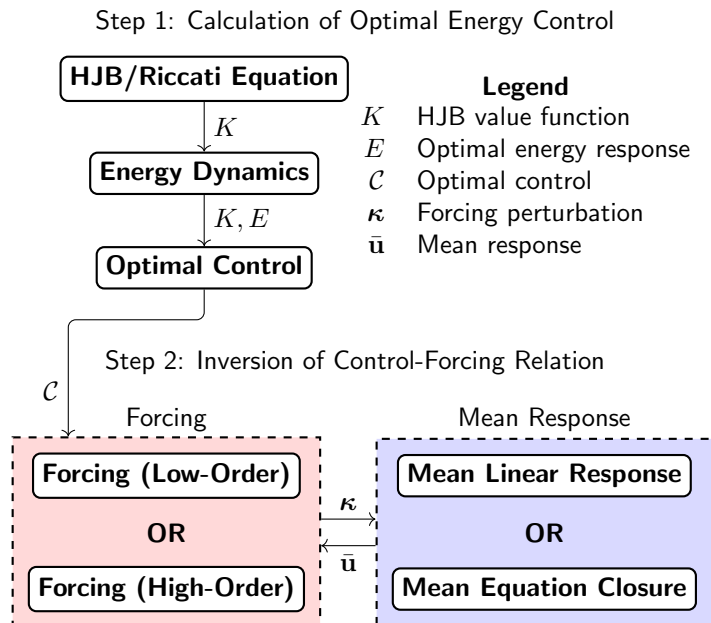 Step 1: Calculation of Optimal Energy Control
HJB/Riccati Equation
K
Energy Dynamics
K, E
Optimal Control
Legend
K HJB value function
E Optimal energy response
𝒞 Optimal control
κ Forcing perturbation
ū Mean response
Step 2: Inversion of Control-Forcing Relation
𝒞
Forcing
Mean Response
Forcing (Low-Order)
OR
Forcing (High-Order)
κ
ū
Mean Linear Response
OR
Mean Equation Closure